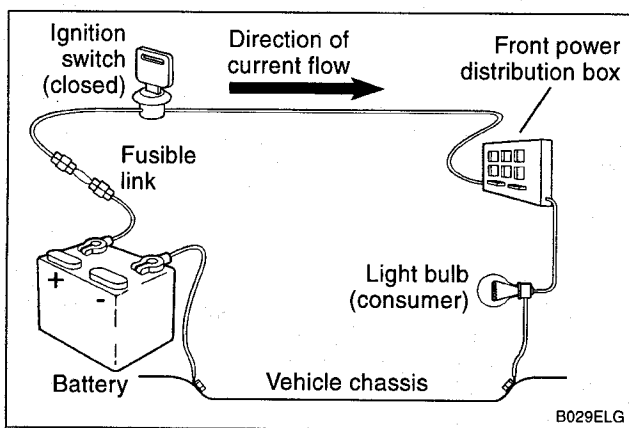 Ignition
switch
(closed)
Direction of
current flow
Front power
distribution box
Fusible
link
Light bulb
(consumer)
+
-
Battery
Vehicle chassis
B029ELG